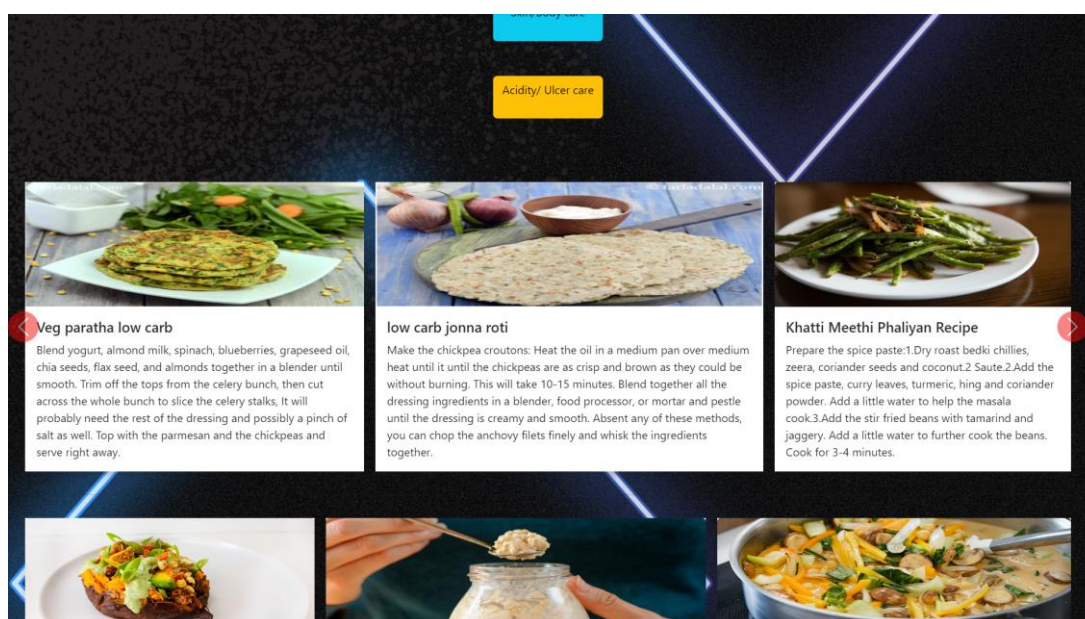 Skin/Body care
Acidity/ Ulcer care
© tarladalal.com
Veg paratha low carb
Blend yogurt, almond milk, spinach, blueberries, grapeseed oil,
chia seeds, flax seed, and almonds together in a blender until
smooth. Trim off the tops from the celery bunch, then cut
across the whole bunch to slice the celery stalks, It will
probably need the rest of the dressing and possibly a pinch of
salt as well. Top with the parmesan and the chickpeas and
serve right away.
low carb jonna roti
Make the chickpea croutons: Heat the oil in a medium pan over medium
heat until it until the chickpeas are as crisp and brown as they could be
without burning. This will take 10-15 minutes. Blend together all the
dressing ingredients in a blender, food processor, or mortar and pestle
until the dressing is creamy and smooth. Absent any of these methods,
you can chop the anchovy filets finely and whisk the ingredients
together.
Khatti Meethi Phaliyan Recipe
Prepare the spice paste:1.Dry roast bedki chillies,
zeera, coriander seeds and coconut.2 Saute.2.Add the
spice paste, curry leaves, turmeric, hing and coriander
powder. Add a little water to help the masala
cook.3.Add the stir fried beans with tamarind and
jaggery. Add a little water to further cook the beans.
Cook for 3-4 minutes.